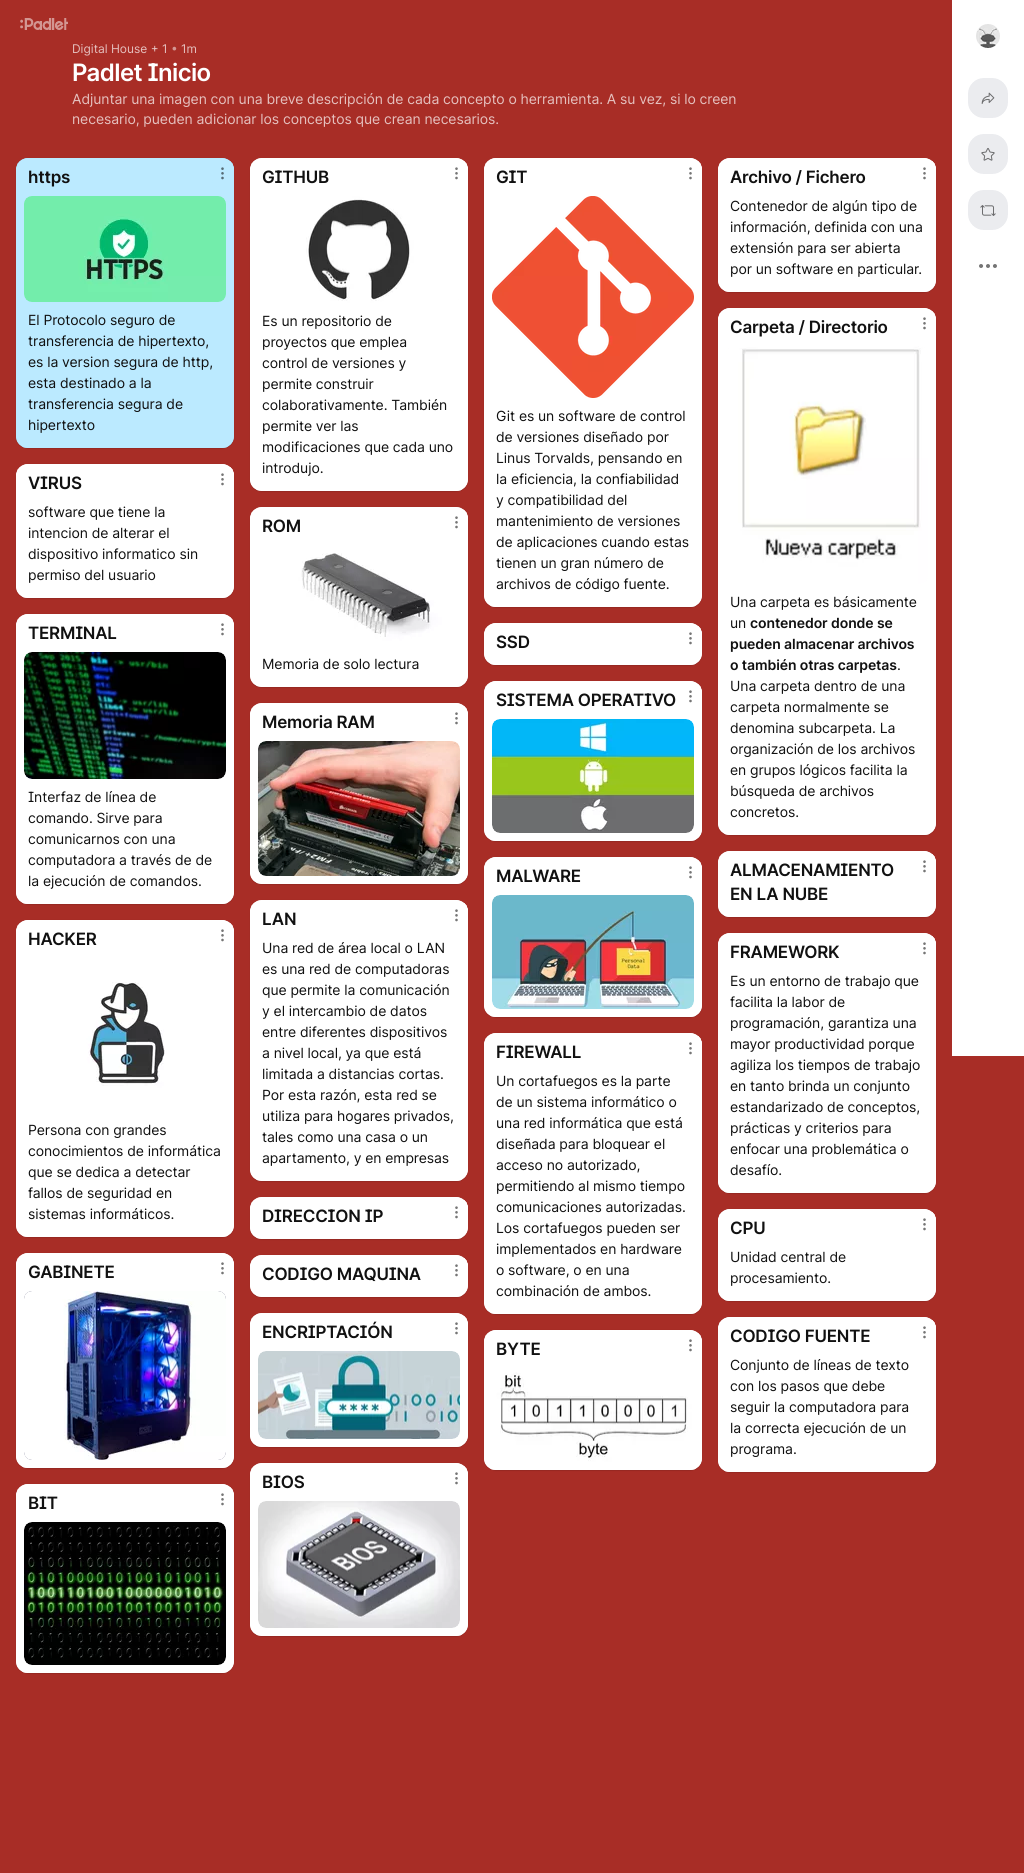 :Padlet
Digital House + 1 • 1m
Padlet Inicio
Adjuntar una imagen con una breve descripción de cada concepto o herramienta. A su vez, si lo creen
necesario, pueden adicionar los conceptos que crean necesarios.
https
HTTPS
El Protocolo seguro de
transferencia de hipertexto,
es la version segura de http,
esta destinado a la
transferencia segura de
hipertexto
VIRUS
software que tiene la
intencion de alterar el
dispositivo informatico sin
permiso del usuario
TERMINAL
Interfaz de línea de
comando. Sirve para
comunicarnos con una
computadora a través de de
la ejecución de comandos.
HACKER
Persona con grandes
conocimientos de informática
que se dedica a detectar
fallos de seguridad en
sistemas informáticos.
GABINETE
BIT
010110000101010101001​1
10011010010000001010
01010010100101010100
GITHUB
Es un repositorio de
proyectos que emplea
control de versiones y
permite construir
colaborativamente. También
permite ver las
modificaciones que cada uno
introdujo.
ROM
Memoria de solo lectura
Memoria RAM
LAN
Una red de área local o LAN
es una red de computadoras
que permite la comunicación
y el intercambio de datos
entre diferentes dispositivos
a nivel local, ya que está
limitada a distancias cortas.
Por esta razón, esta red se
utiliza para hogares privados,
tales como una casa o un
apartamento, y en empresas
DIRECCION IP
CODIGO MAQUINA
ENCRIPTACIÓN
****
BIOS
BIOS
GIT
Git es un software de control
de versiones diseñado por
Linus Torvalds, pensando en
la eficiencia, la confiabilidad
y compatibilidad del
mantenimiento de versiones
de aplicaciones cuando estas
tienen un gran número de
archivos de código fuente.
SSD
SISTEMA OPERATIVO
MALWARE
Personal
Data
FIREWALL
Un cortafuegos es la parte
de un sistema informático o
una red informática que está
diseñada para bloquear el
acceso no autorizado,
permitiendo al mismo tiempo
comunicaciones autorizadas.
Los cortafuegos pueden ser
implementados en hardware
o software, o en una
combinación de ambos.
BYTE
bit
1 0 1 1 0 0 0 1
byte
Archivo / Fichero
Contenedor de algún tipo de
información, definida con una
extensión para ser abierta
por un software en particular.
Carpeta / Directorio
Nueva carpeta
Una carpeta es básicamente
un contenedor donde se
pueden almacenar archivos
o también otras carpetas.
Una carpeta dentro de una
carpeta normalmente se
denomina subcarpeta. La
organización de los archivos
en grupos lógicos facilita la
búsqueda de archivos
concretos.
ALMACENAMIENTO
EN LA NUBE
FRAMEWORK
Es un entorno de trabajo que
facilita la labor de
programación, garantiza una
mayor productividad porque
agiliza los tiempos de trabajo
en tanto brinda un conjunto
estandarizado de conceptos,
prácticas y criterios para
enfocar una problemática o
desafío.
CPU
Unidad central de
procesamiento.
CODIGO FUENTE
Conjunto de líneas de texto
con los pasos que debe
seguir la computadora para
la correcta ejecución de un
programa.